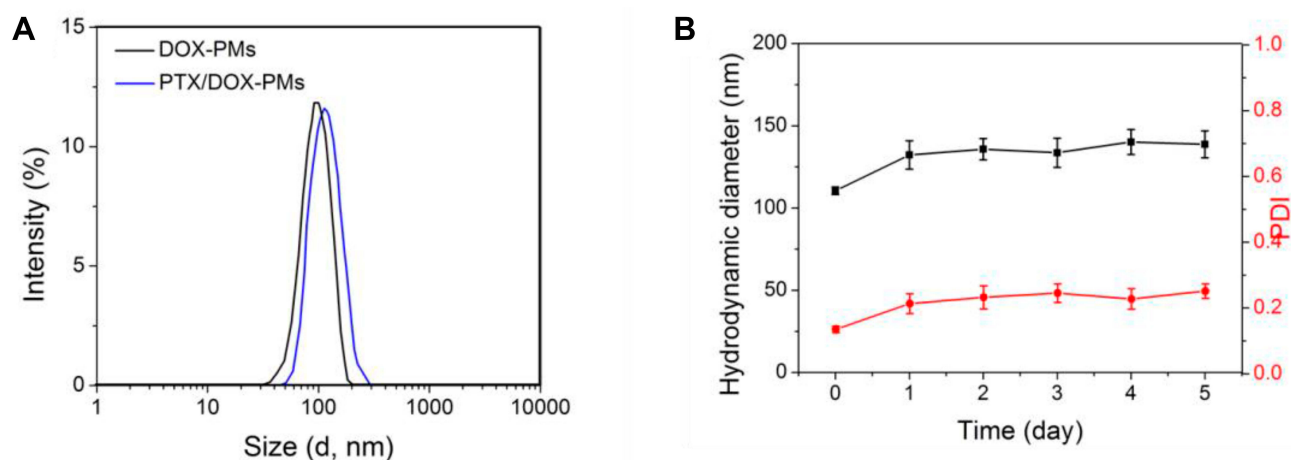 A
15
10
5
0
Intensity (%)
DOX-PMs
PTX/DOX-PMs
1
10
100
1000
10000
Size (d, nm)
B
200
150
100
50
0
Hydrodynamic diameter (nm)
1.0
0.8
0.6
0.4
0.2
0.0
PDI
0
1
2
3
4
5
Time (day)